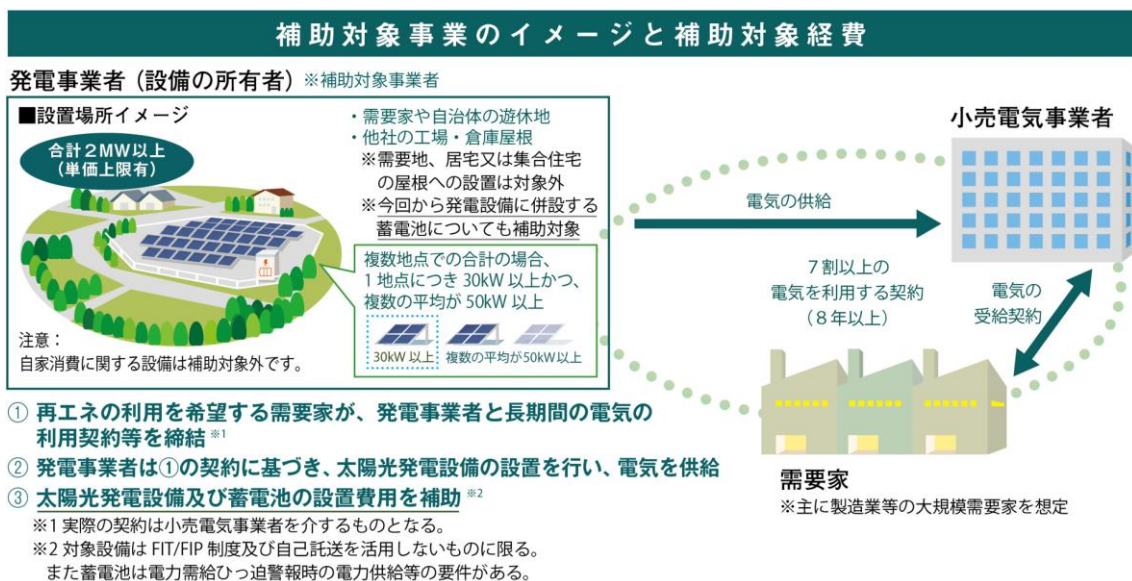 補助対象事業のイメージと補助対象経費
発電事業者(設備の所有者)※補助対象事業者
■設置場所イメージ
合計2MW以上
(単価上限有)
・需要家や自治体の遊休地
・他社の工場・倉庫屋根
※需要地、居宅又は集合住宅
の屋根への設置は対象外
※今回から発電設備に併設する
蓄電池についても補助対象
複数地点での合計の場合、
1地点につき30kW以上かつ、
複数の平均が50kW以上
30kW以上
複数の平均が50kW以上
注意:
自家消費に関する設備は補助対象外です。
小売電気事業者
電気の供給
7割以上の
電気を利用する契約
(8年以上)
電気の
受給契約
需要家
※主に製造業等の大規模需要家を想定
① 再エネの利用を希望する需要家が、発電事業者と長期間の電気の
利用契約等を締結※1
② 発電事業者は①の契約に基づき、太陽光発電設備の設置を行い、電気を供給
③ 太陽光発電設備及び蓄電池の設置費用を補助※2
※1 実際の契約は小売電気事業者を介するものとなる。
※2 対象設備はFIT/FIP制度及び自己託送を活用しないものに限る。
また蓄電池は電力需給ひっ迫警報時の電力供給等の要件がある。